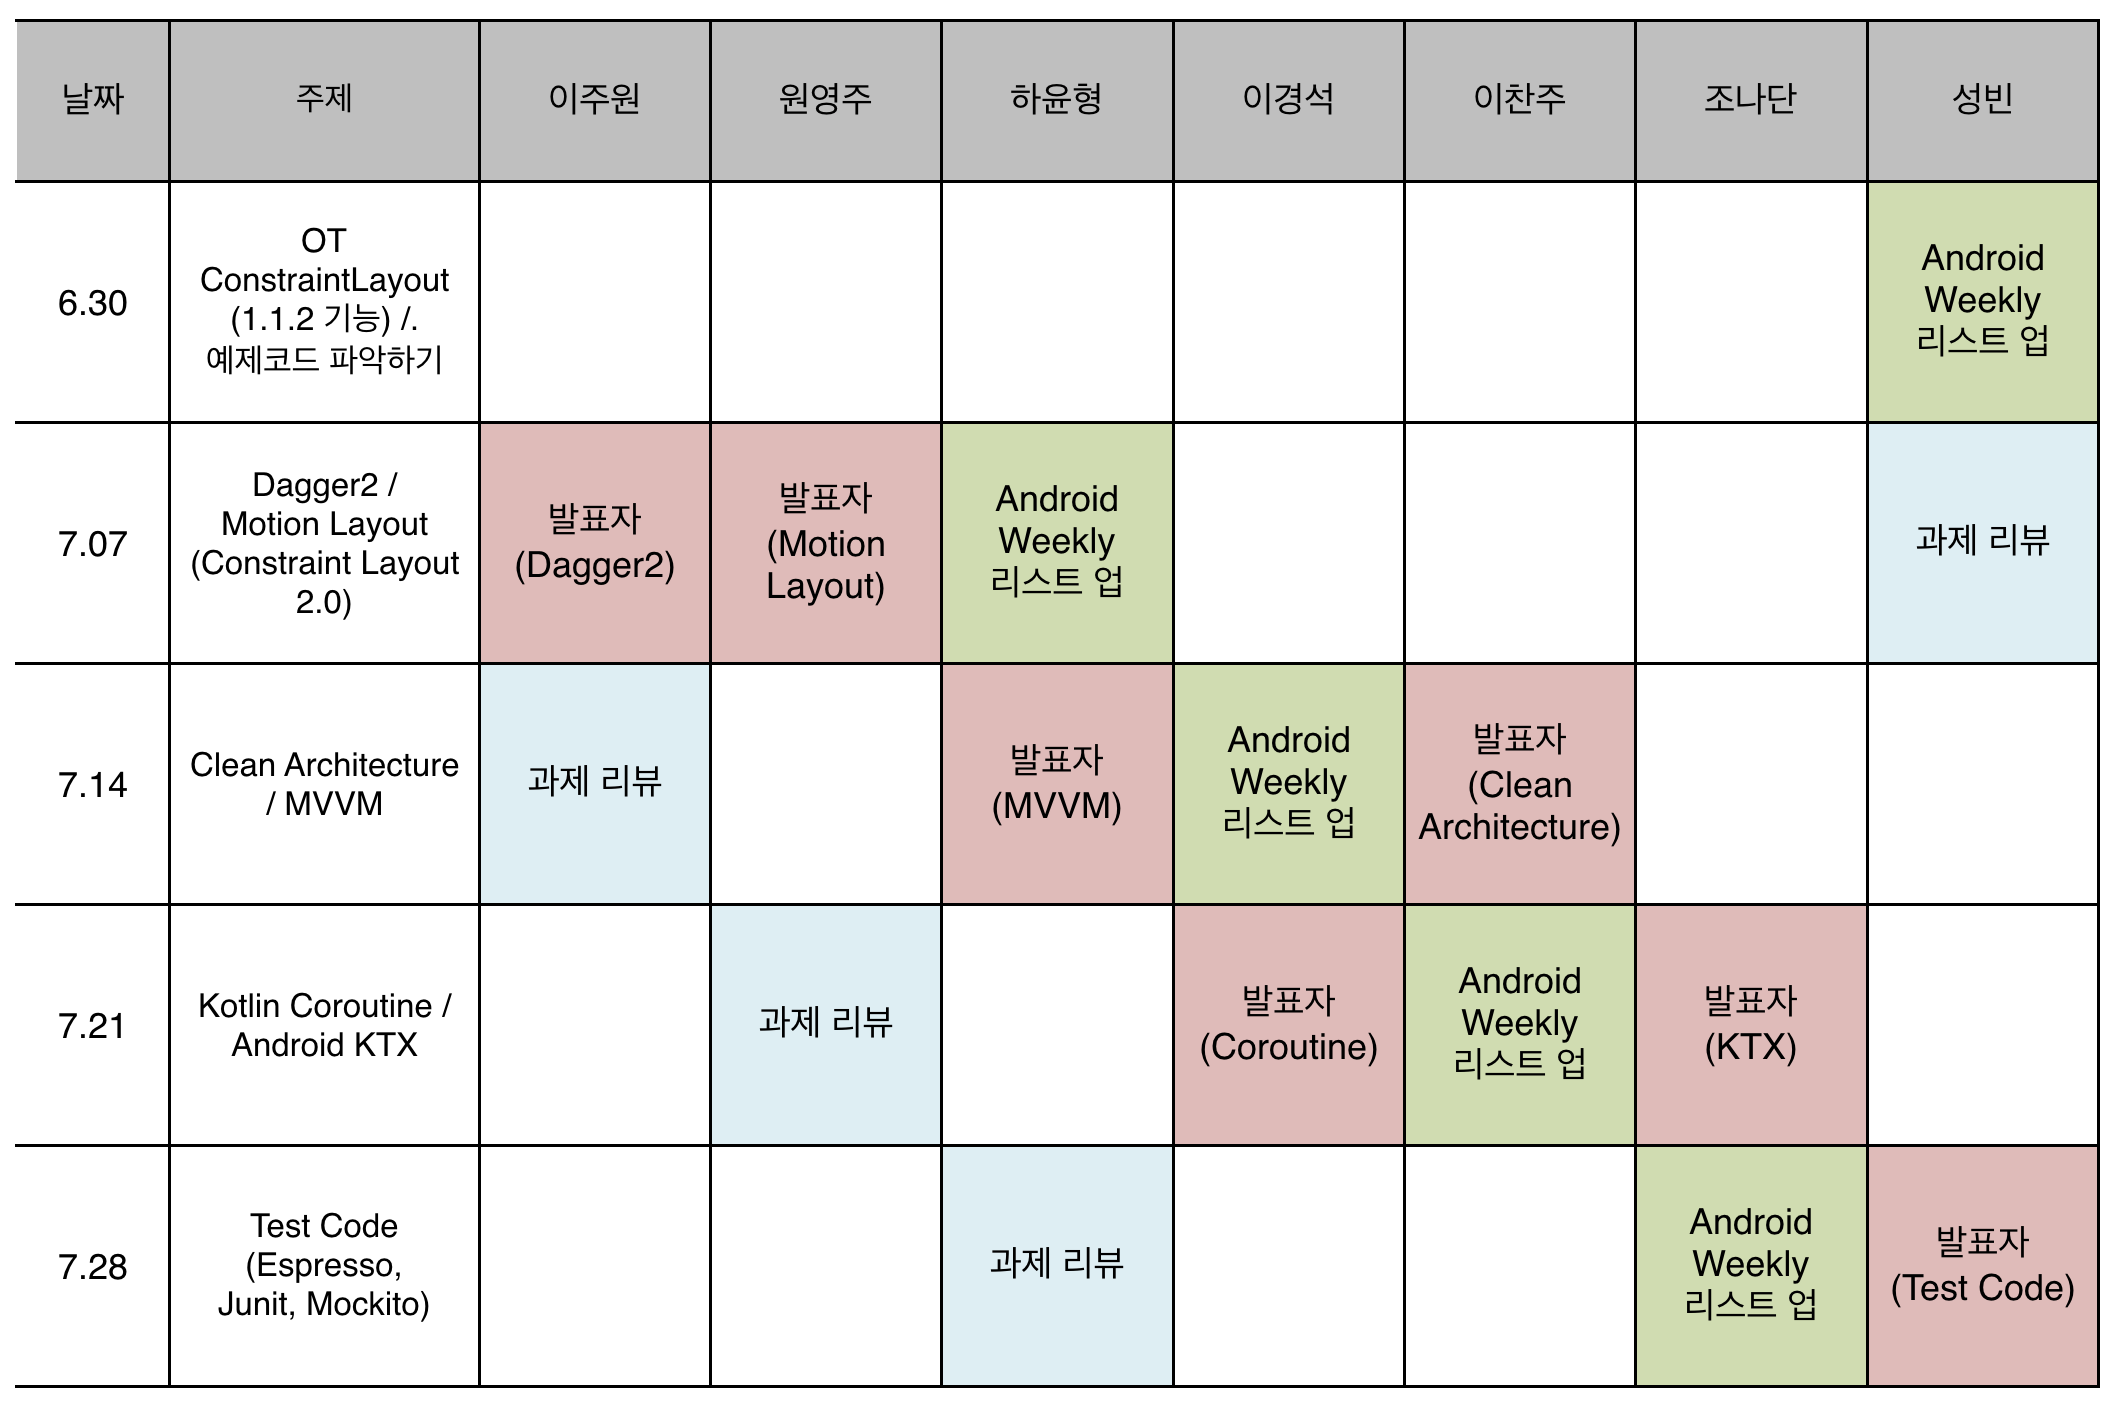 날짜
주제
이주원
원영주
하윤형
이경석
이찬주
조나단
성빈
6.30
OT
ConstraintLayout
(1.1.2 기능) /.
예제코드 파악하기
Android
Weekly
리스트 업
7.07
Dagger2 /
Motion Layout
(Constraint Layout
2.0)
발표자
(Dagger2)
발표자
(Motion
Layout)
Android
Weekly
리스트 업
과제 리뷰
7.14
Clean Architecture
/ MVVM
과제 리뷰
발표자
(MVVM)
Android
Weekly
리스트 업
발표자
(Clean
Architecture)
7.21
Kotlin Coroutine /
Android KTX
과제 리뷰
발표자
(Coroutine)
Android
Weekly
리스트 업
발표자
(KTX)
7.28
Test Code
(Espresso,
Junit, Mockito)
과제 리뷰
Android
Weekly
리스트 업
발표자
(Test Code)